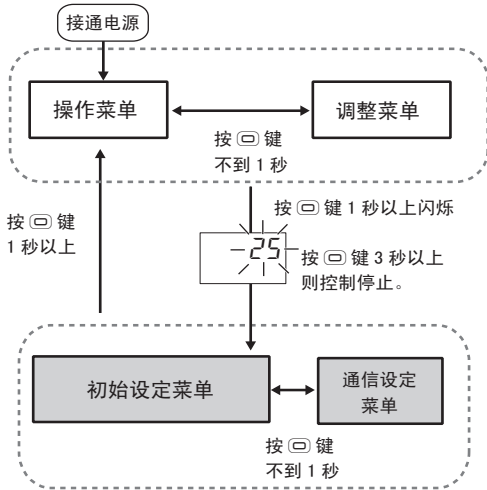 接通电源
操作菜单
调整菜单
按 键
不到 1 秒
按 键 1 秒以上闪烁
按 键
1 秒以上
-25
按 键 3 秒以上
则控制停止。
初始设定菜单
通信设定
菜单
按 键
不到 1 秒